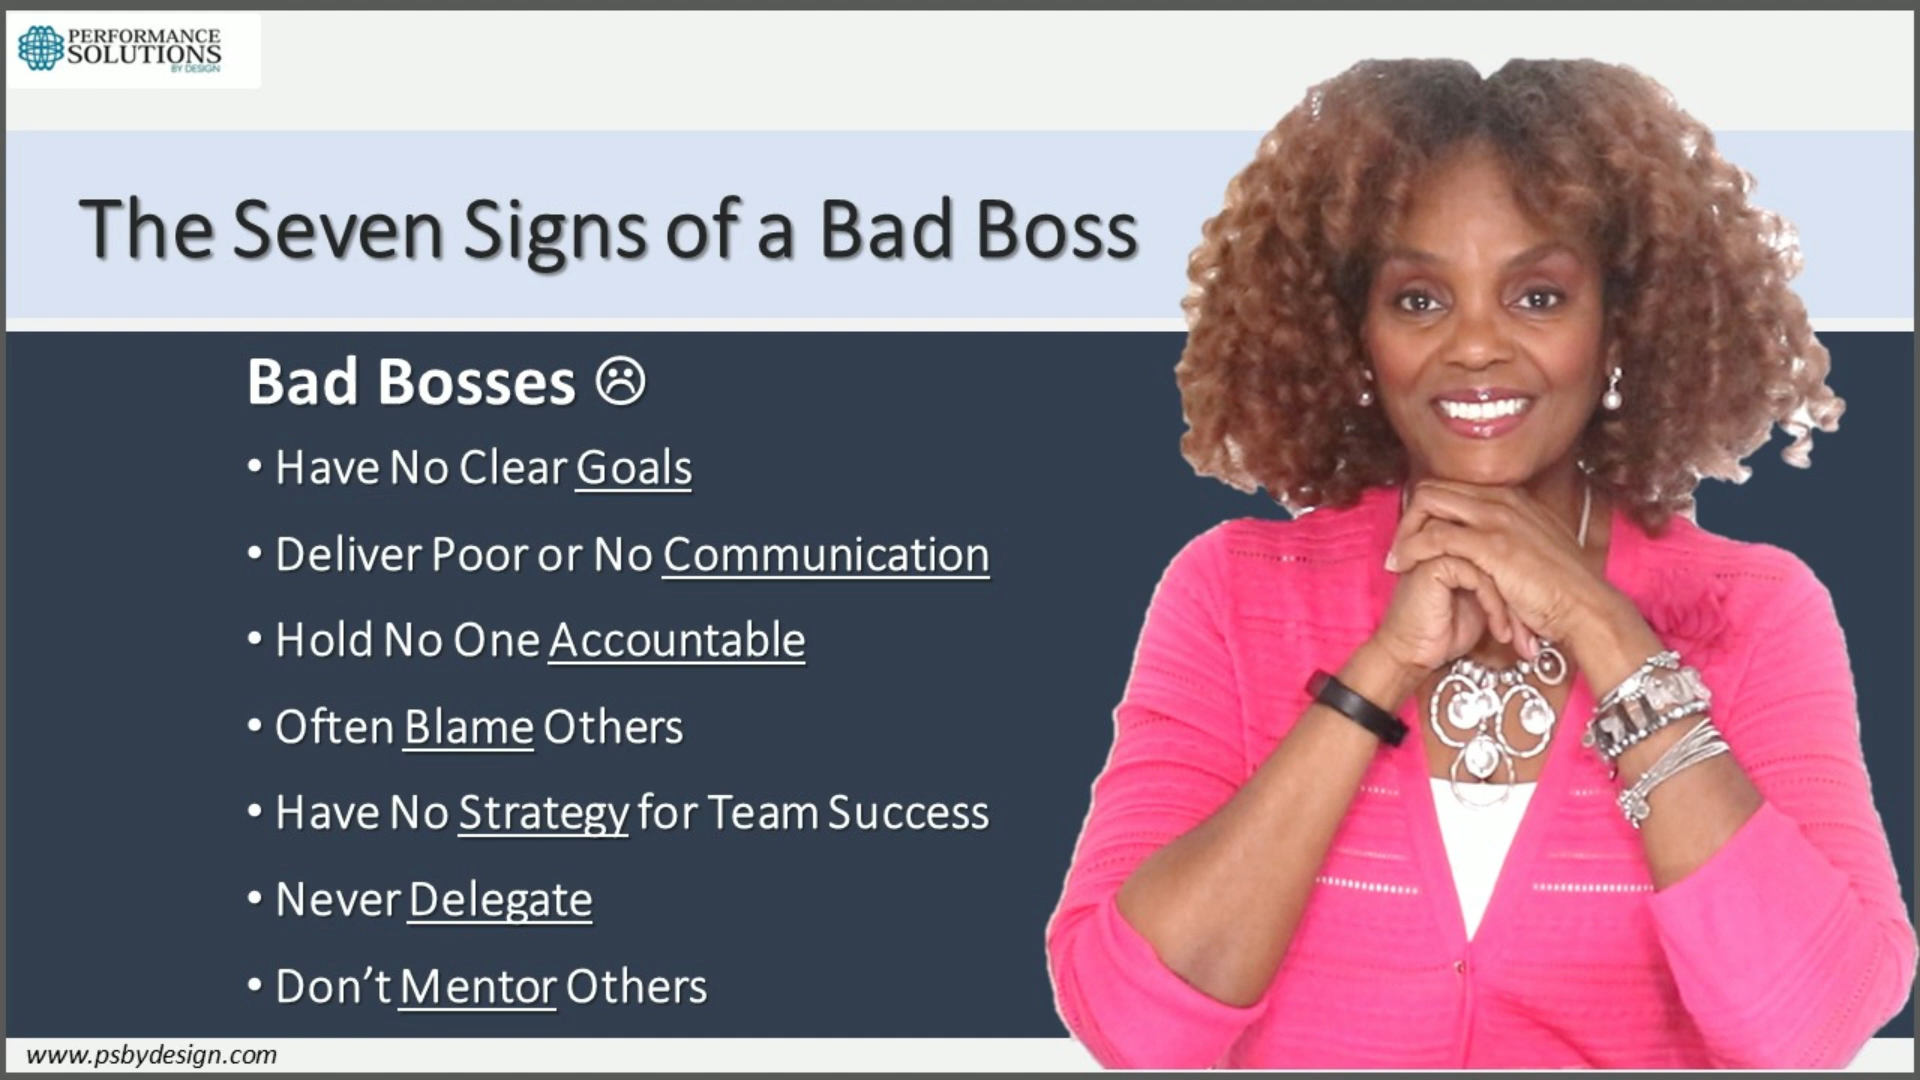 PERFORMANCE
SOLUTIONS
BY DESIGN
The Seven Signs of a Bad Boss
Bad Bosses ☹
• Have No Clear Goals
• Deliver Poor or No Communication
• Hold No One Accountable
• Often Blame Others
• Have No Strategy for Team Success
• Never Delegate
• Don’t Mentor Others
www.psbydesign.com